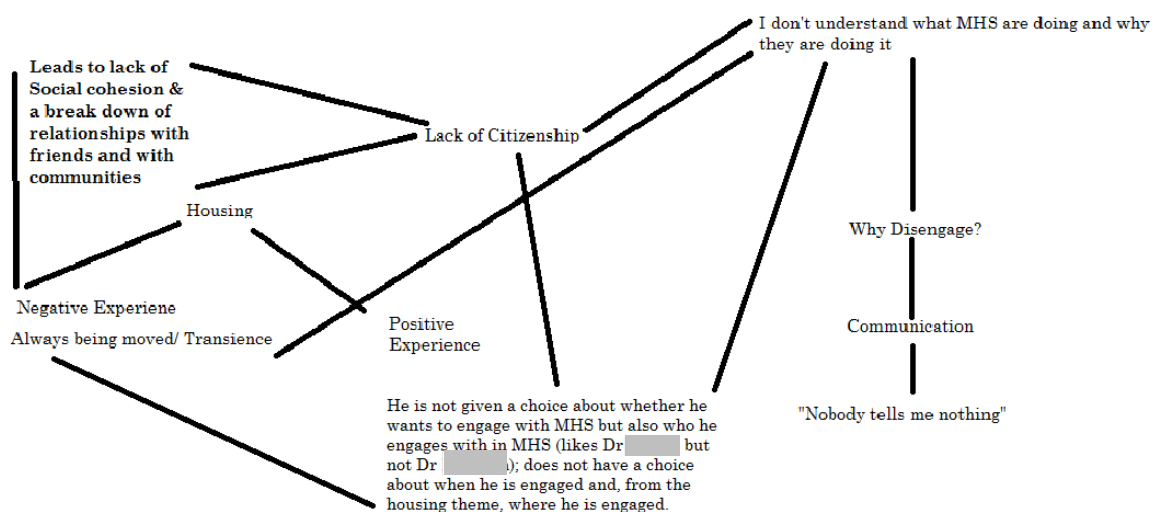 I don't understand what MHS are doing and why
they are doing it
Leads to lack of
Social cohesion &
a break down of
relationships with
friends and with
communities
Lack of Citizenship
Housing
Why Disengage?
Negative Experiene
Always being moved/ Transience
Positive
Experience
Communication
He is not given a choice about whether he
wants to engage with MHS but also who he
engages with in MHS (likes Dr but
not Dr ); does not have a choice
about when he is engaged and, from the
housing theme, where he is engaged.
"Nobody tells me nothing"